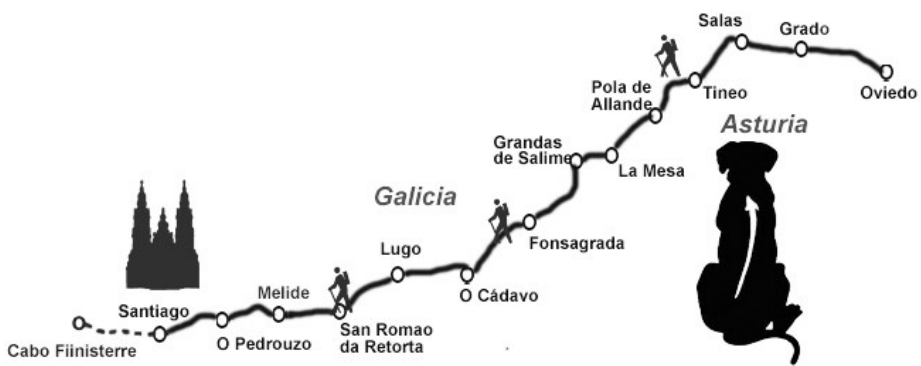 Salas
Grado
Oviedo
Tineo
Pola de
Allande
Asturia
La Mesa
Grandas
de Salime
Galicia
Fonsagrada
O Cádavo
Lugo
San Romao
da Retorta
Melide
O Pedrouzo
Santiago
Cabo Fiinisterre